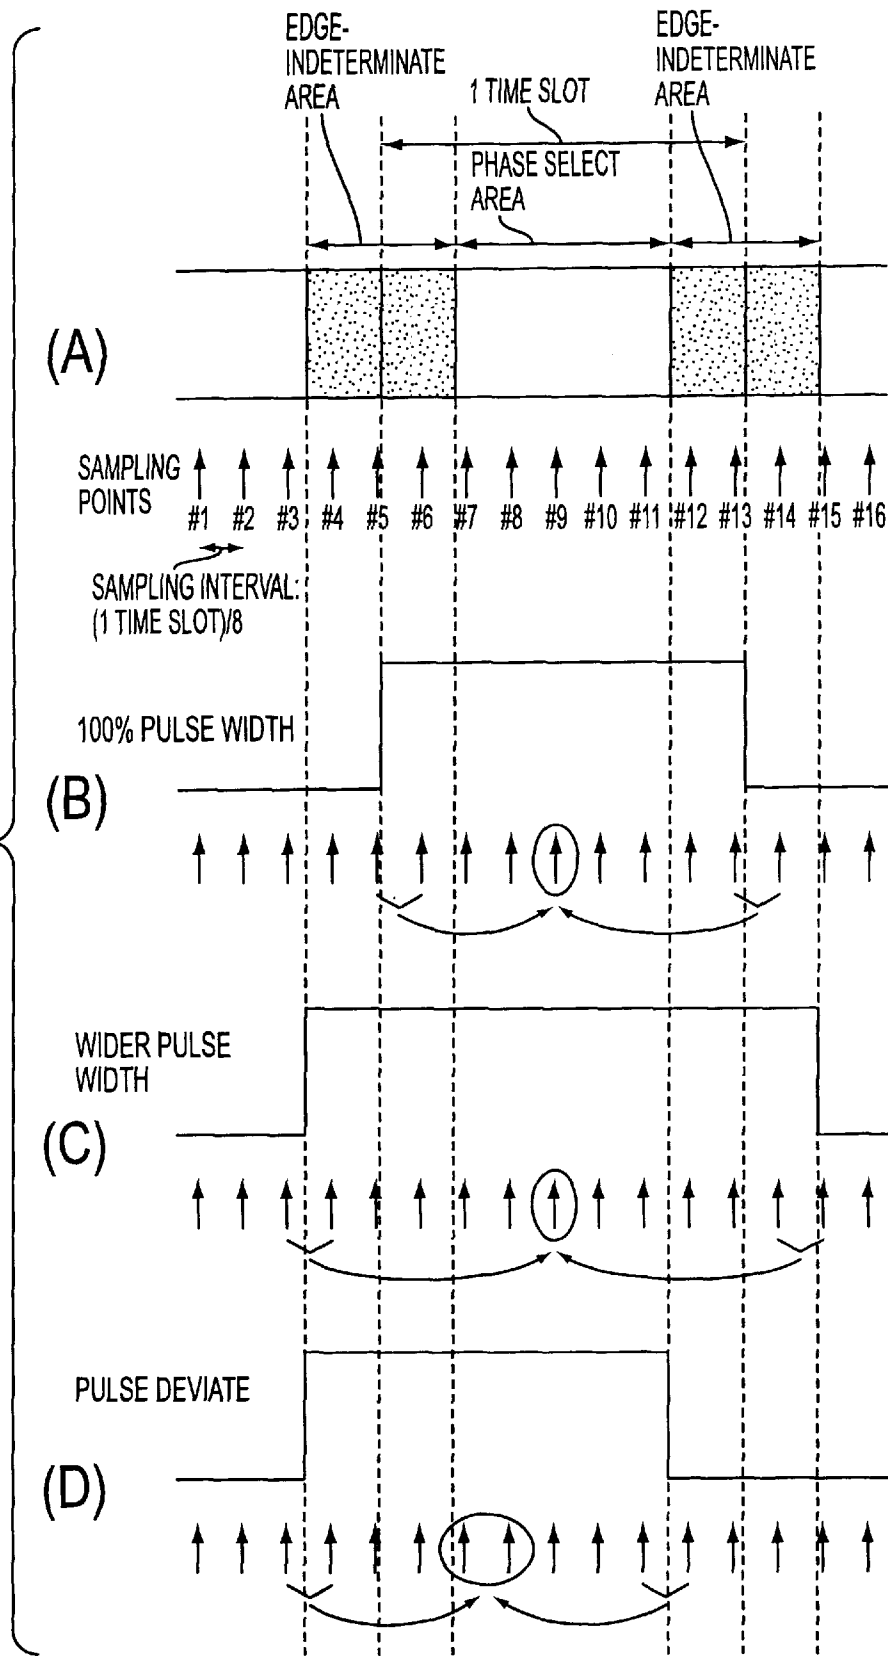 EDGE-
INDETERMINATE
AREA
EDGE-
INDETERMINATE
AREA
1 TIME SLOT
PHASE SELECT
AREA
(A)
SAMPLING
POINTS
#1 #2 #3 #4 #5 #6 #7 #8 #9 #10 #11 #12 #13 #14 #15 #16
SAMPLING INTERVAL:
(1 TIME SLOT)/8
100% PULSE WIDTH
(B)
WIDER PULSE
WIDTH
(C)
PULSE DEVIATE
(D)